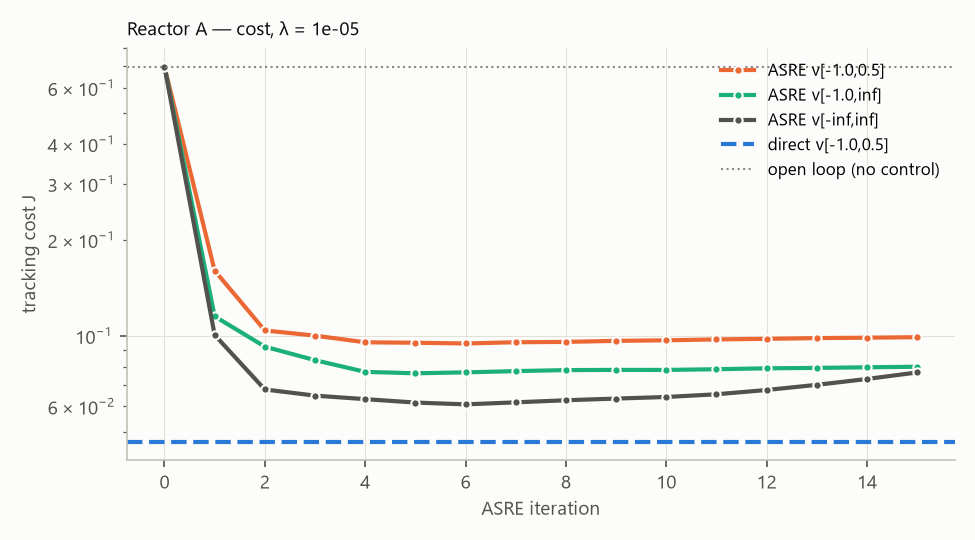 Reactor A — cost, λ = 1e-05
ASRE v[-1.0,0.5]
ASRE v[-1.0,inf]
ASRE v[-inf,inf]
direct v[-1.0,0.5]
open loop (no control)
tracking cost J
6 × 10⁻¹
4 × 10⁻¹
3 × 10⁻¹
2 × 10⁻¹
10⁻¹
6 × 10⁻²
0 2 4 6 8 10 12 14
ASRE iteration